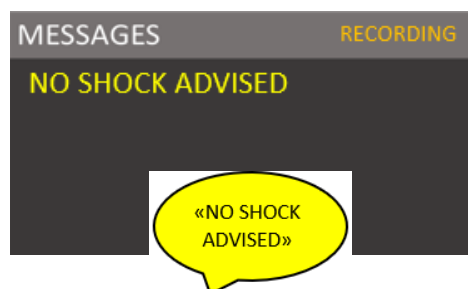 MESSAGES RECORDING
NO SHOCK ADVISED
«NO SHOCK
ADVISED»